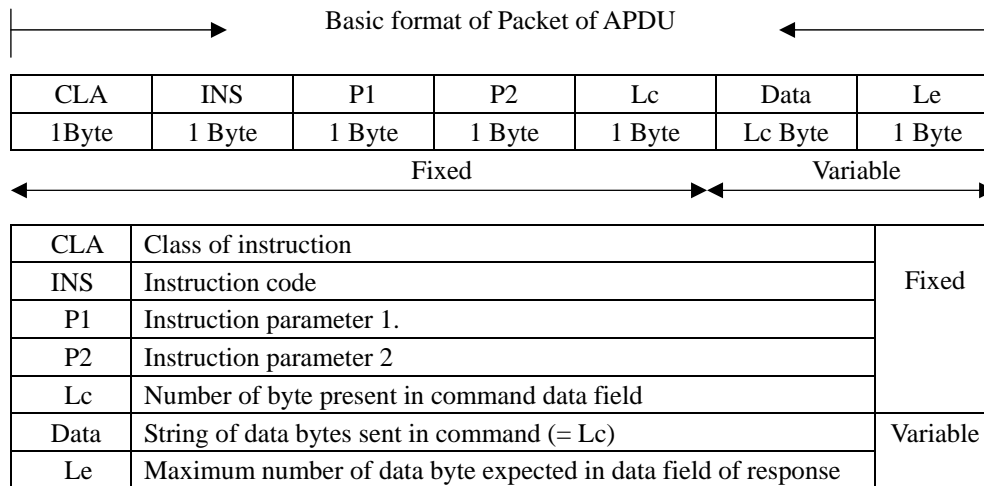 Basic format of Packet of APDU
CLA INS P1 P2 Lc Data Le
1Byte 1 Byte 1 Byte 1 Byte 1 Byte Lc Byte 1 Byte
Fixed Variable
CLA Class of instruction
INS Instruction code Fixed
P1 Instruction parameter 1.
P2 Instruction parameter 2
Lc Number of byte present in command data field
Data String of data bytes sent in command (= Lc) Variable
Le Maximum number of data byte expected in data field of response